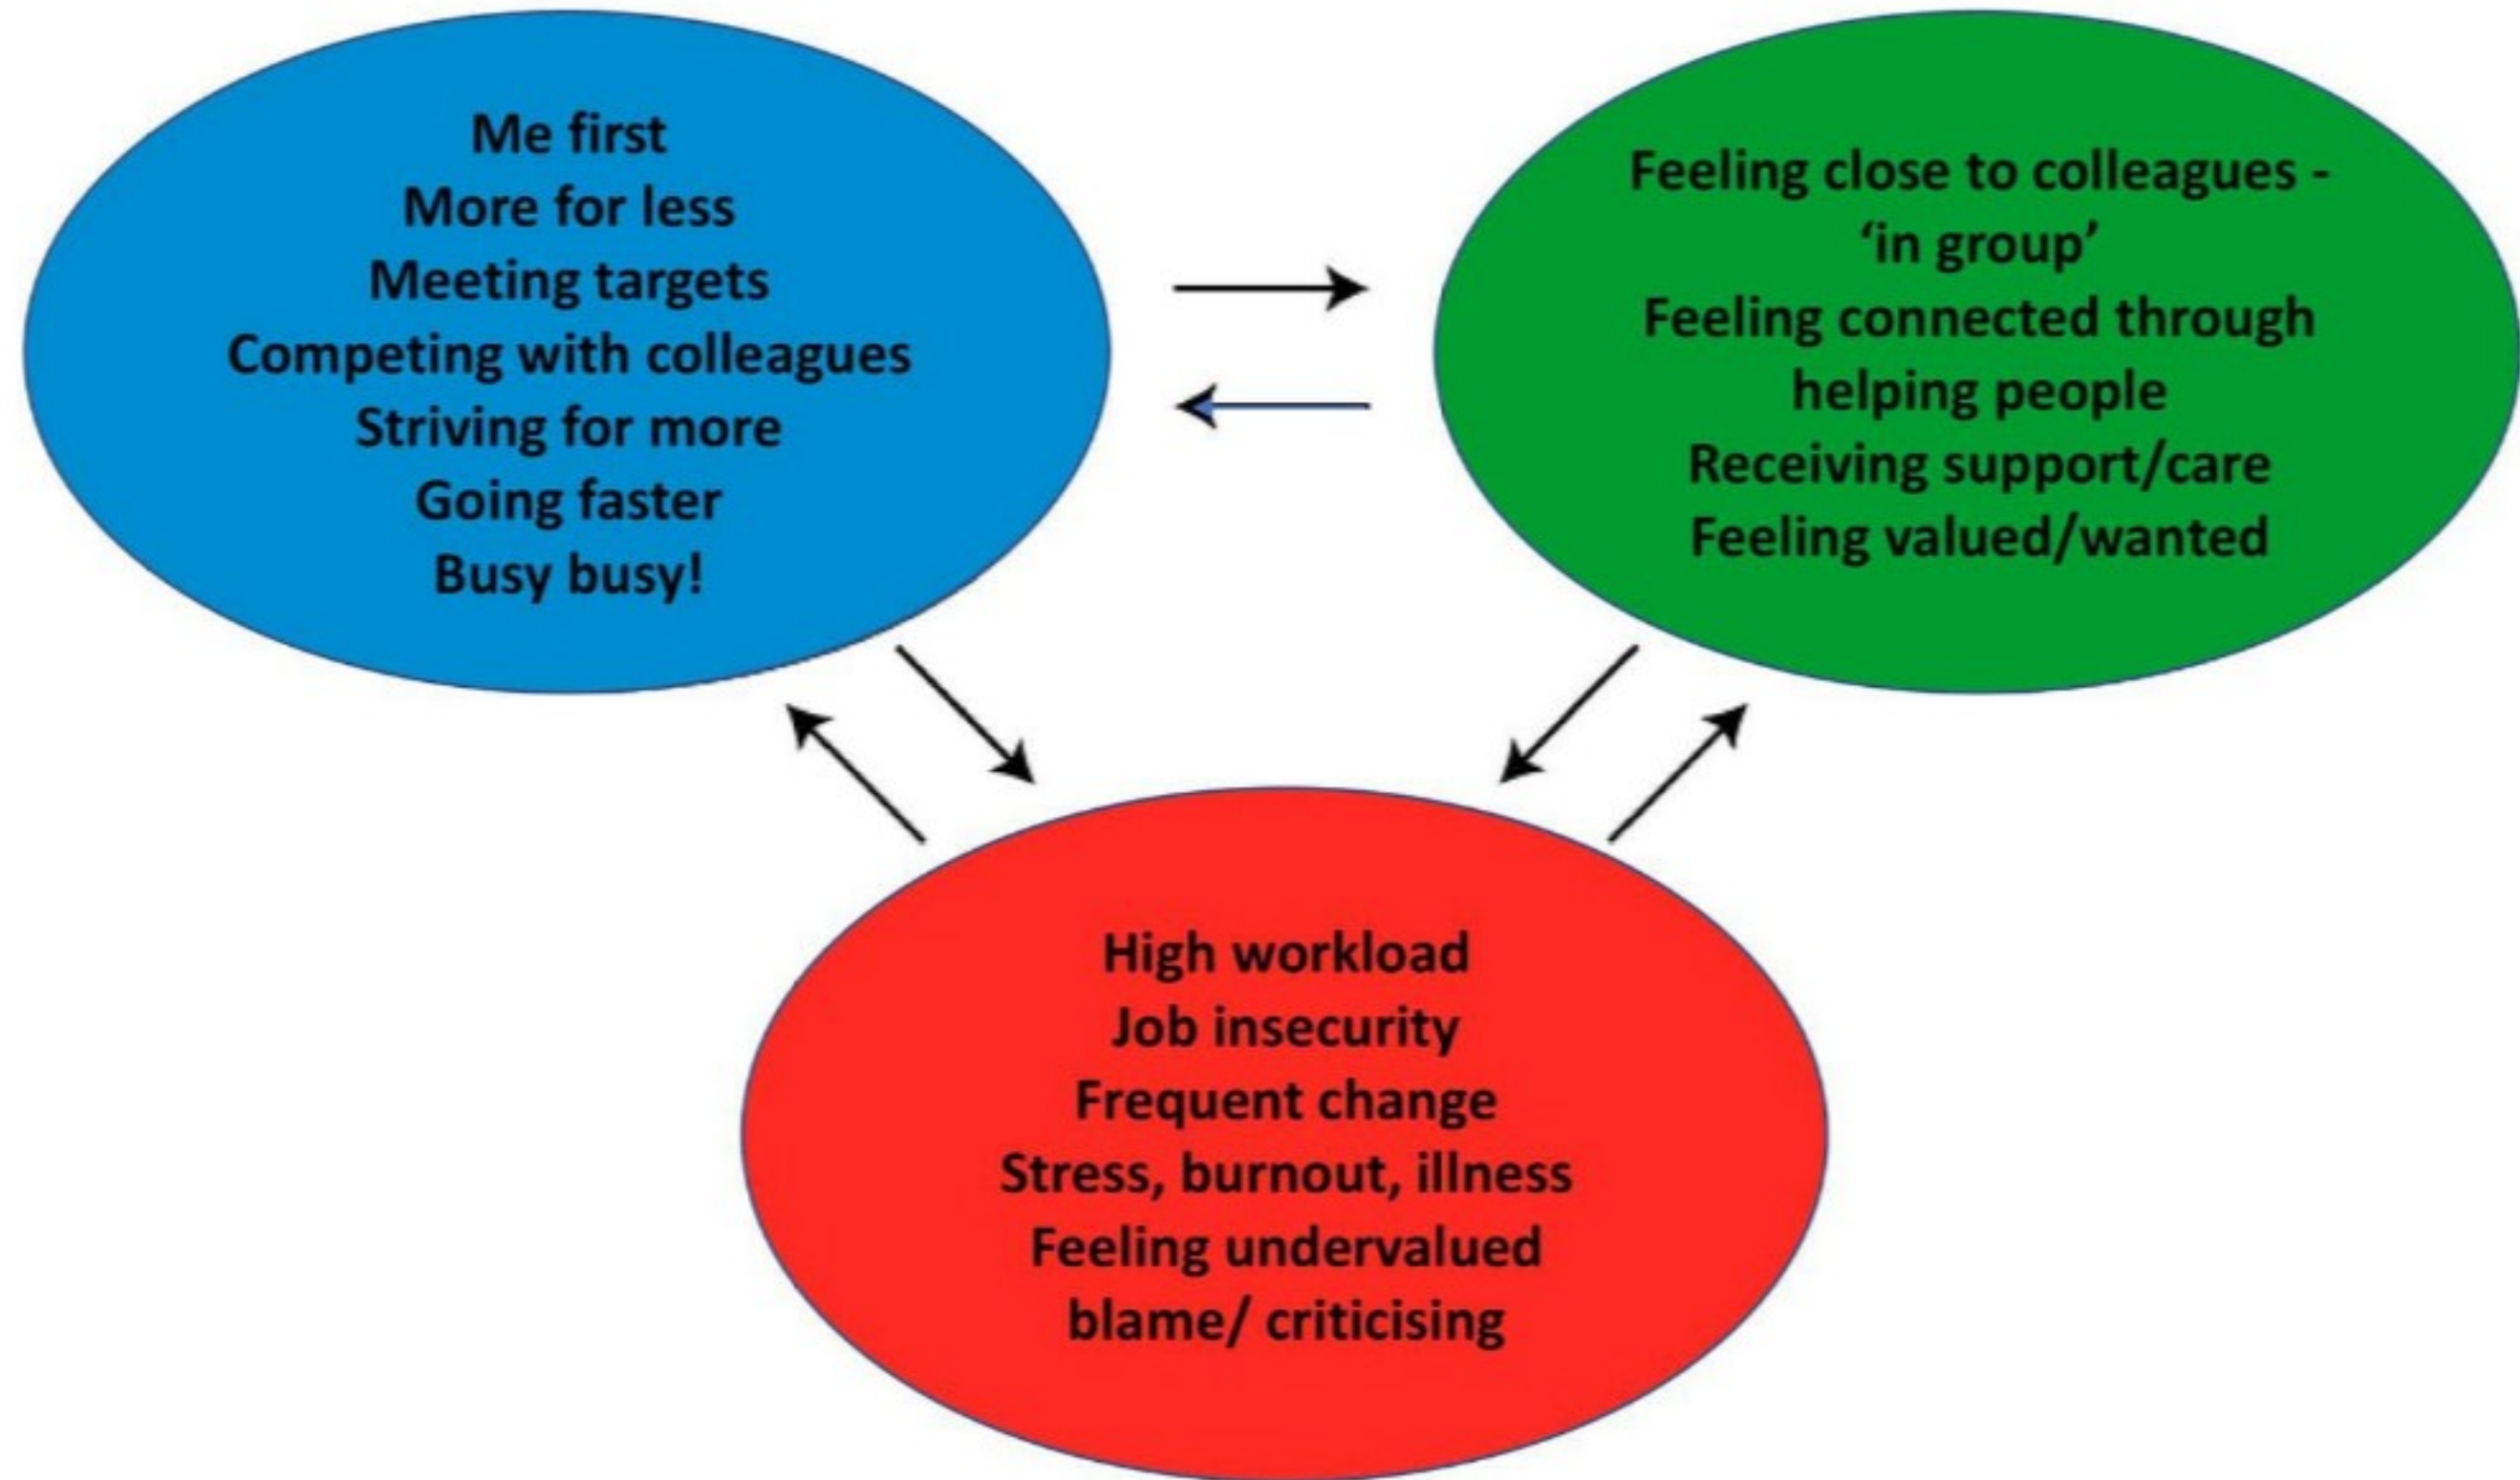 Me first
More for less
Meeting targets
Competing with colleagues
Striving for more
Going faster
Busy busy!
Feeling close to colleagues -
‘in group’
Feeling connected through
helping people
Receiving support/care
Feeling valued/wanted
High workload
Job insecurity
Frequent change
Stress, burnout, illness
Feeling undervalued
blame/ criticising